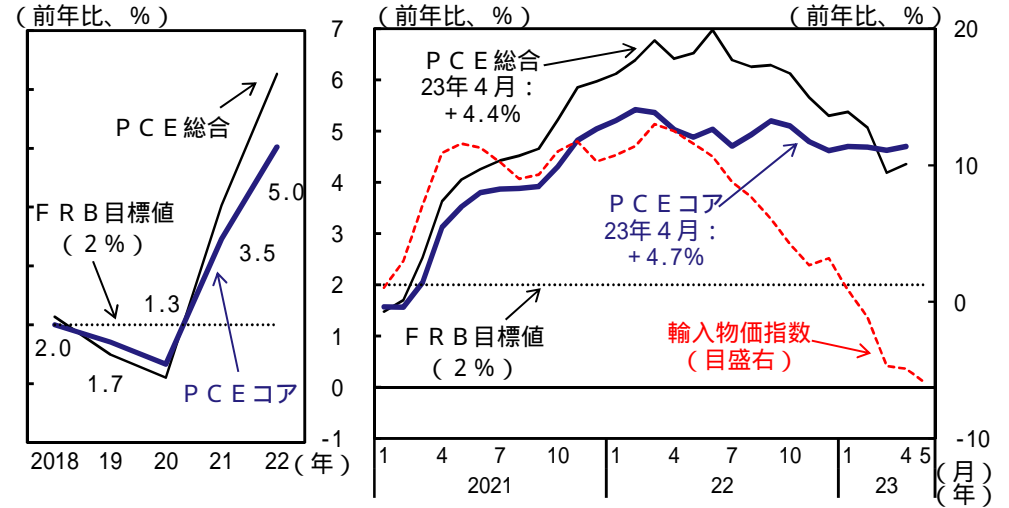 （前年比、％）
ＰＣＥ総合
ＦＲＢ目標値
（２％）
2.0
1.7
1.3
3.5
5.0
ＰＣＥコア
2018 19 20 21 22（年）
（前年比、％）
（前年比、％）
7
6
5
4
3
2
1
0
-1
20
10
0
-10
ＰＣＥ総合
23年４月：
+4.4%
ＰＣＥコア
23年４月：
+4.7%
ＦＲＢ目標値
（２％）
輸入物価指数
（目盛右）
1 4 7 10 1 4 7 10 1 4 5（月）
2021 22 23（年）